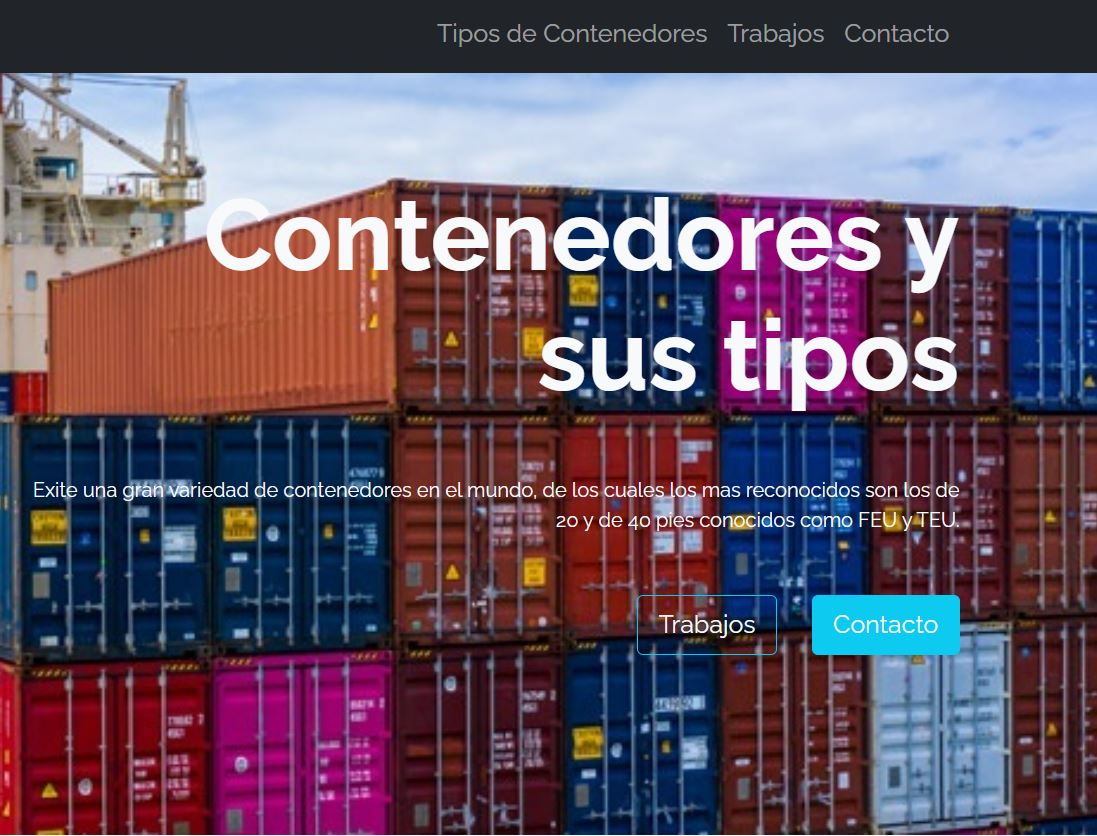 Tipos de Contenedores Trabajos Contacto
Contenedores y
sus tipos
Exite una gran variedad de contenedores en el mundo, de los cuales los mas reconocidos son los de
20 y de 40 pies conocidos como FEU y TEU.
Trabajos Contacto